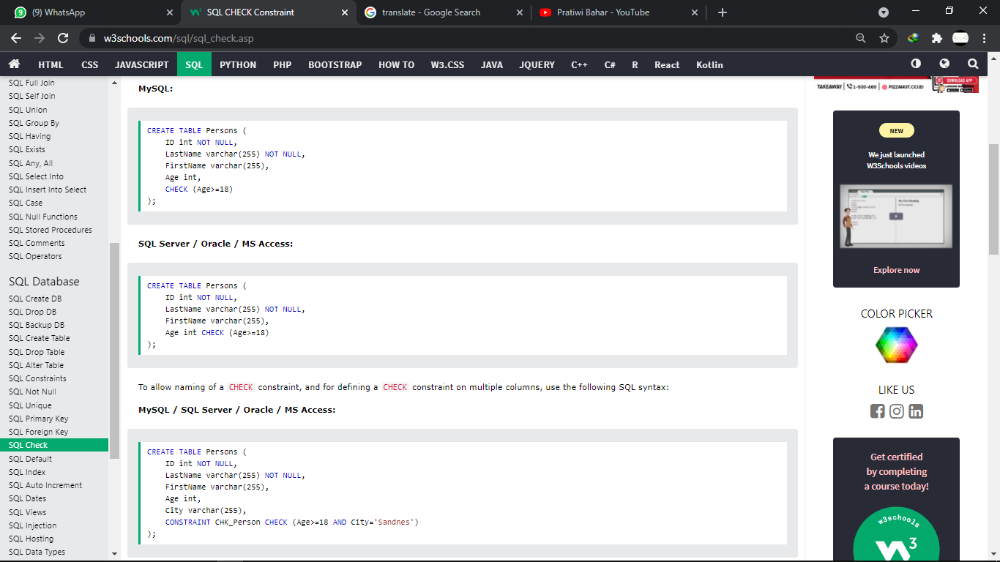 (9) WhatsApp
SQL CHECK Constraint
translate - Google Search
Pratiwi Bahar - YouTube
w3schools.com/sql/sql_check.asp
HTML CSS JAVASCRIPT SQL PYTHON PHP BOOTSTRAP HOW TO W3.CSS JAVA JQUERY C++ C# R React Kotlin
SQL Full Join
SQL Self Join
SQL Union
SQL Group By
SQL Having
SQL Exists
SQL Any, All
SQL Select Into
SQL Insert Into Select
SQL Case
SQL Null Functions
SQL Stored Procedures
SQL Comments
SQL Operators
SQL Database
SQL Create DB
SQL Drop DB
SQL Backup DB
SQL Create Table
SQL Drop Table
SQL Alter Table
SQL Constraints
SQL Not Null
SQL Unique
SQL Primary Key
SQL Foreign Key
SQL Check
SQL Default
SQL Index
SQL Auto Increment
SQL Dates
SQL Views
SQL Injection
SQL Hosting
SQL Data Types
MySQL:
CREATE TABLE Persons (
    ID int NOT NULL,
    LastName varchar(255) NOT NULL,
    FirstName varchar(255),
    Age int,
    CHECK (Age>=18)
);
SQL Server / Oracle / MS Access:
CREATE TABLE Persons (
    ID int NOT NULL,
    LastName varchar(255) NOT NULL,
    FirstName varchar(255),
    Age int CHECK (Age>=18)
);
To allow naming of a CHECK constraint, and for defining a CHECK constraint on multiple columns, use the following SQL syntax:
MySQL / SQL Server / Oracle / MS Access:
CREATE TABLE Persons (
    ID int NOT NULL,
    LastName varchar(255) NOT NULL,
    FirstName varchar(255),
    Age int,
    City varchar(255),
    CONSTRAINT CHK_Person CHECK (Age>=18 AND City='Sandnes')
);
DOWNLOAD APP
TAKEAWAY 1-500-600 PIZZAHUT.CO.ID
NEW
We just launched
W3Schools videos
Explore now
COLOR PICKER
LIKE US
Get certified
by completing
a course today!
w3schools
3